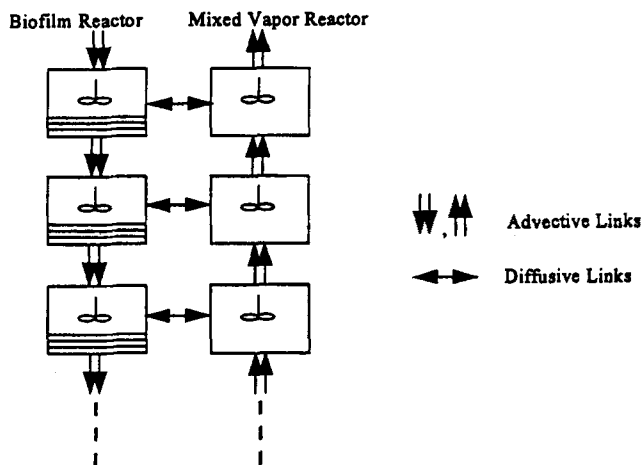 Biofilm Reactor
Mixed Vapor Reactor
, Advective Links
Diffusive Links